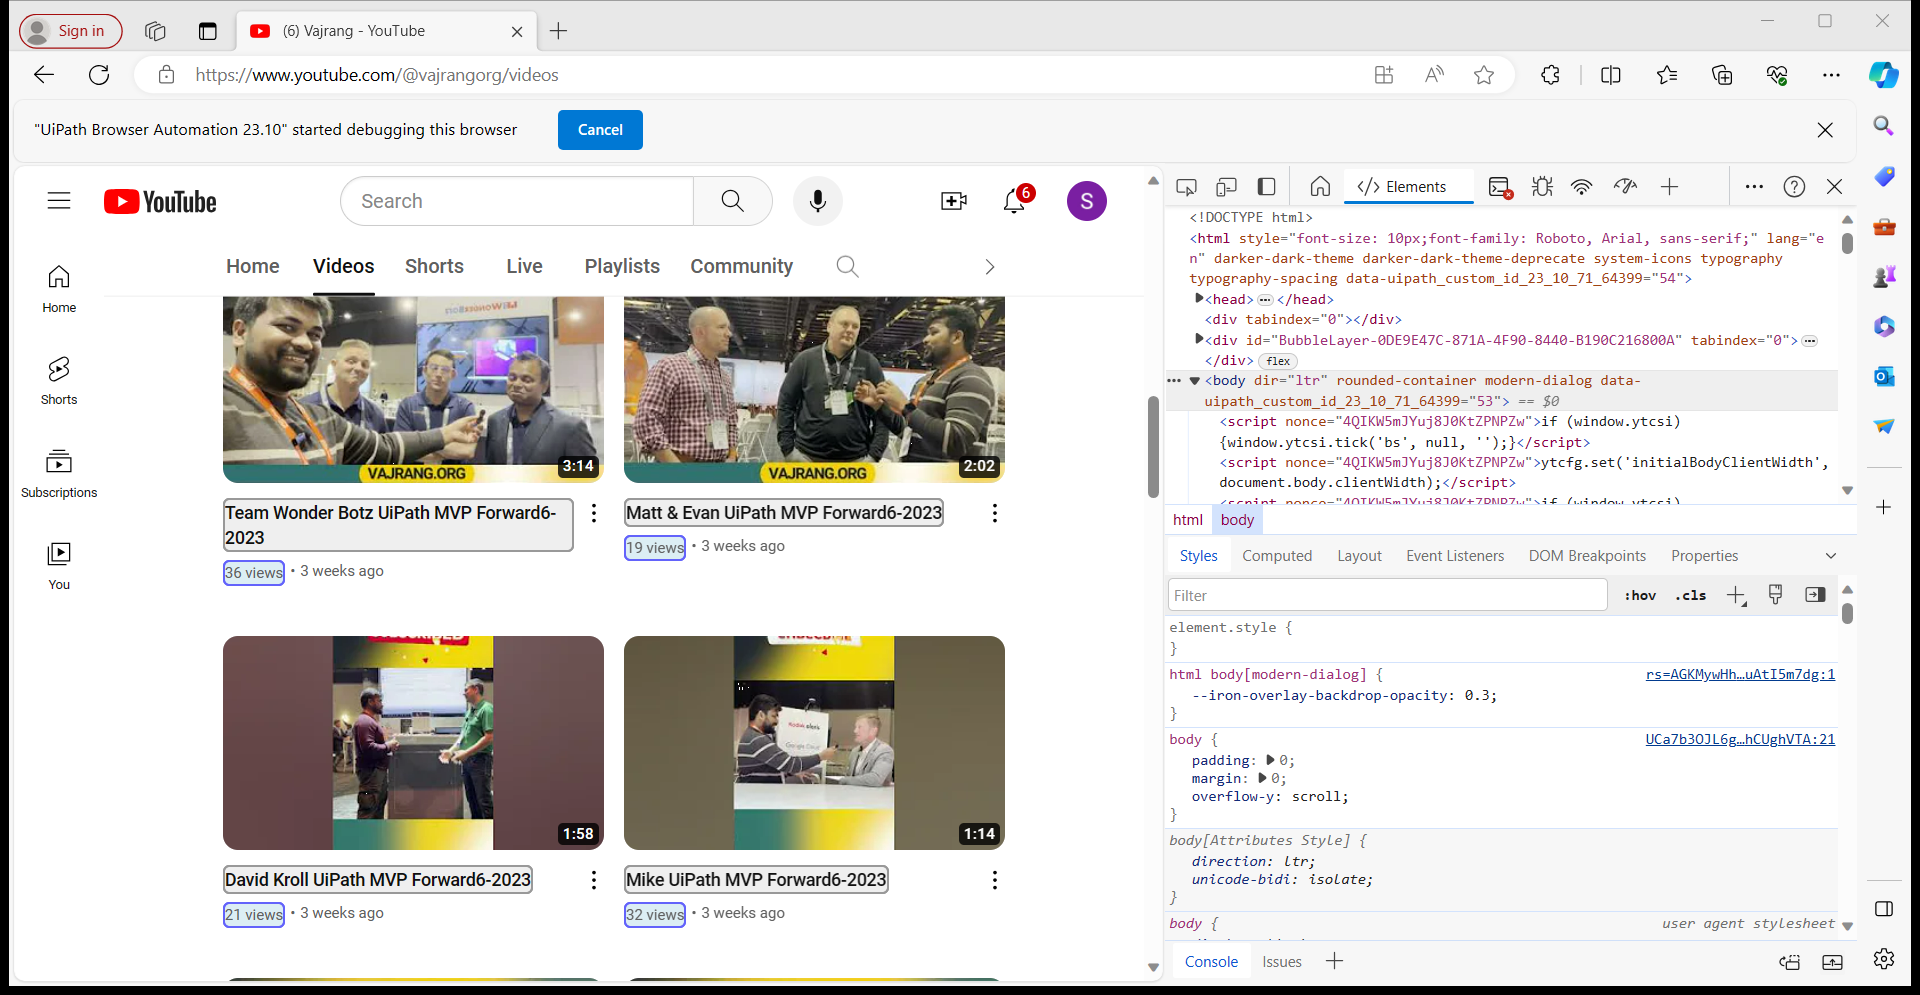 Sign in
(6) Vajrang - YouTube
https://www.youtube.com/@vajrangorg/videos
"UiPath Browser Automation 23.10" started debugging this browser
Cancel
YouTube
Search
6
S
Home
Videos
Shorts
Live
Playlists
Community
Home
Shorts
Subscriptions
You
VAJRANG.ORG
3:14
VAJRANG.ORG
2:02
Team Wonder Botz UiPath MVP Forward6-
2023
36 views • 3 weeks ago
Matt & Evan UiPath MVP Forward6-2023
19 views • 3 weeks ago
Kodak alaris
Google Cloud
1:58
1:14
David Kroll UiPath MVP Forward6-2023
21 views • 3 weeks ago
Mike UiPath MVP Forward6-2023
32 views • 3 weeks ago
Elements
<!DOCTYPE html>
<html style="font-size: 10px;font-family: Roboto, Arial, sans-serif;" lang="e
n" darker-dark-theme darker-dark-theme-deprecate system-icons typography
typography-spacing data-uipath_custom_id_23_10_71_64399="54">
<head> ••• </head>
<div tabindex="0"></div>
<div id="BubbleLayer-0DE9E47C-871A-4F90-8440-B190C216800A" tabindex="0"> •••
</div> flex
••• <body dir="ltr" rounded-container modern-dialog data-
uipath_custom_id_23_10_71_64399="53"> == $0
<script nonce="4QIKW5mJYuj8J0KtZPNPZw">if (window.ytcsi)
{window.ytcsi.tick('bs', null, '');}</script>
<script nonce="4QIKW5mJYuj8J0KtZPNPZw">ytcfg.set('initialBodyClientWidth',
document.body.clientWidth);</script>
<script nonce="4QIKW5mJYuj8J0KtZPNPZw">if (window.ytcsi)
html
body
Styles
Computed
Layout
Event Listeners
DOM Breakpoints
Properties
Filter
:hov
.cls
element.style {
}
html body[modern-dialog] {
rs=AGKMywHh…uAtI5m7dg:1
--iron-overlay-backdrop-opacity: 0.3;
}
body {
UCa7b3OJL6g…hCUghVTA:21
padding: 0;
margin: 0;
overflow-y: scroll;
}
body[Attributes Style] {
direction: ltr;
unicode-bidi: isolate;
}
body {
user agent stylesheet
Console
Issues